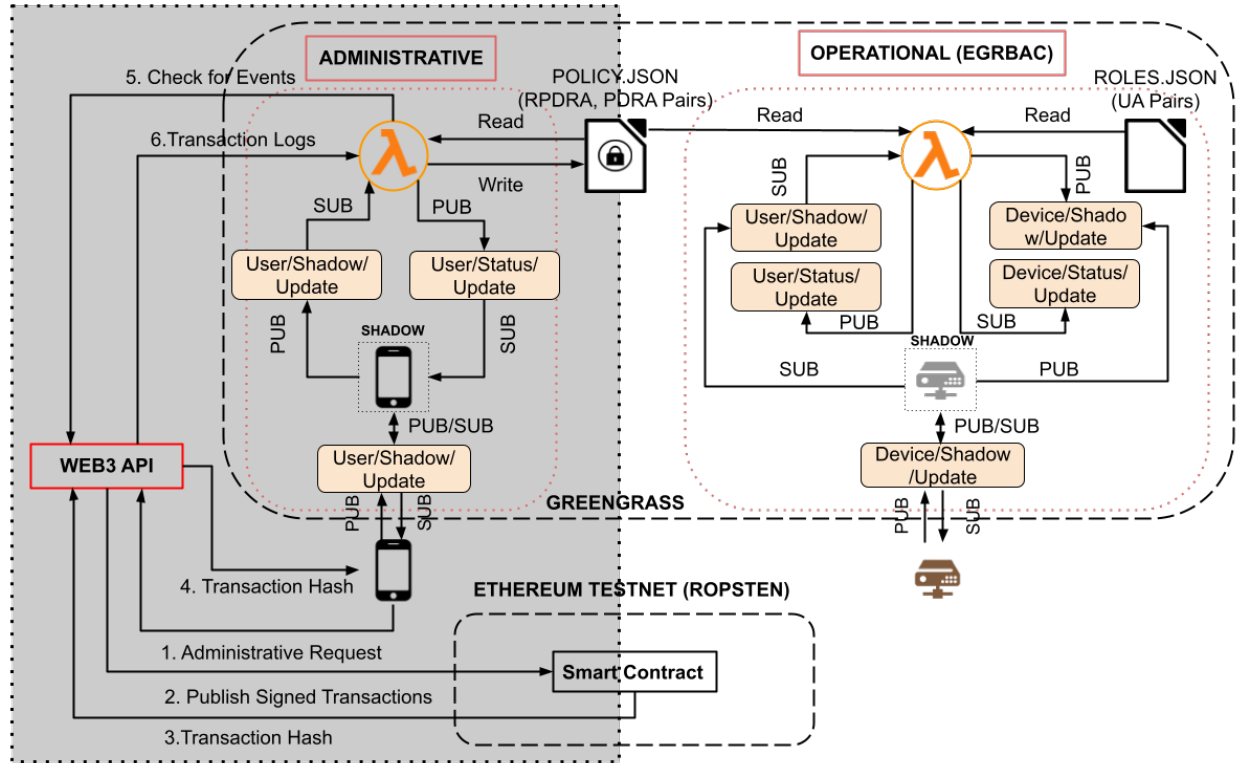 ADMINISTRATIVE
OPERATIONAL (EGRBAC)
5. Check for Events
POLICY.JSON
(RPDRA, PDRA Pairs)
ROLES.JSON
(UA Pairs)
Read
Read
Read
6.Transaction Logs
Write
SUB
PUB
SUB
PUB
User/Shadow/
Update
User/Status/
Update
User/Shadow/
Update
Device/Shado
w/Update
User/Status/
Update
Device/Status/
Update
PUB
SUB
PUB
SUB
SHADOW
SHADOW
SUB
PUB
PUB/SUB
PUB/SUB
WEB3 API
User/Shadow/
Update
Device/Shadow
/Update
PUB
SUB
GREENGRASS
PUB
SUB
4. Transaction Hash
ETHEREUM TESTNET (ROPSTEN)
1. Administrative Request
Smart Contract
2. Publish Signed Transactions
3.Transaction Hash